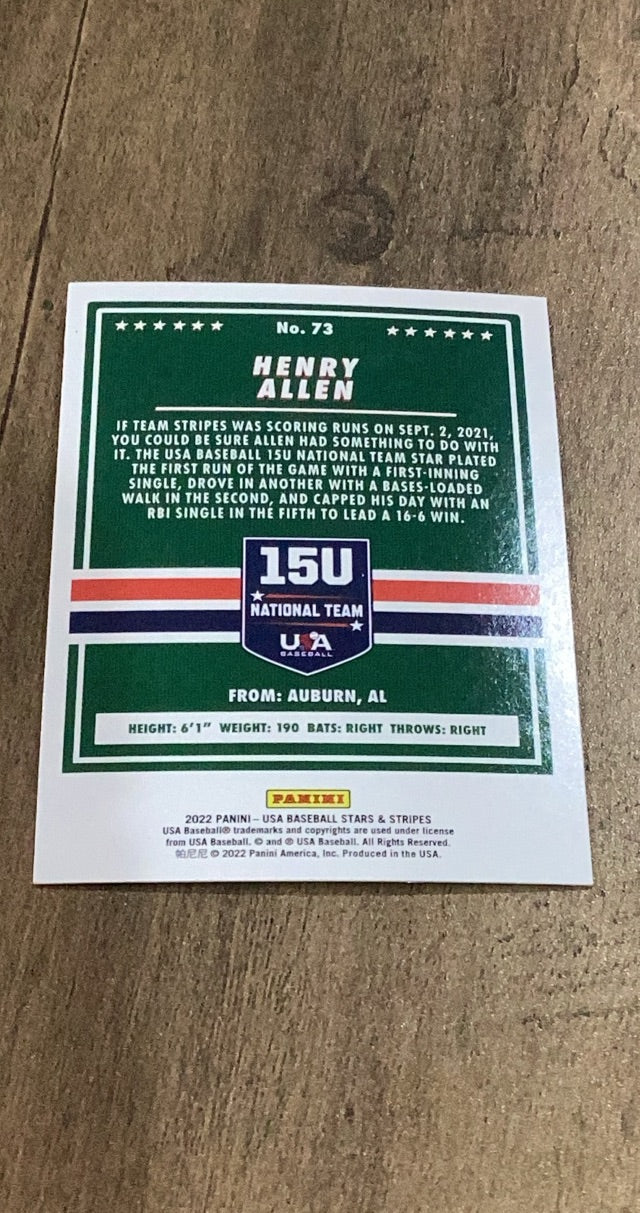 No. 73
HENRY
ALLEN
IF TEAM STRIPES WAS SCORING RUNS ON SEPT. 2, 2021,
YOU COULD BE SURE ALLEN HAD SOMETHING TO DO WITH
IT. THE USA BASEBALL 15U NATIONAL TEAM STAR PLATED
THE FIRST RUN OF THE GAME WITH A FIRST-INNING
SINGLE, DROVE IN ANOTHER WITH A BASES-LOADED
WALK IN THE SECOND, AND CAPPED HIS DAY WITH AN
RBI SINGLE IN THE FIFTH TO LEAD A 16-6 WIN.
15U
NATIONAL TEAM
USA
BASEBALL
FROM: AUBURN, AL
HEIGHT: 6'1" WEIGHT: 190 BATS: RIGHT THROWS: RIGHT
PANINI
2022 PANINI – USA BASEBALL STARS & STRIPES
USA Baseball® trademarks and copyrights are used under license
from USA Baseball. © and ® USA Baseball. All Rights Reserved.
帕尼尼 © 2022 Panini America, Inc. Produced in the USA.